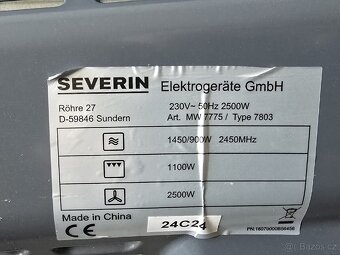 SEVERIN Elektrogeräte GmbH
Röhre 27
D-59846 Sundern
230V~ 50Hz 2500W
Art. MW 7775 / Type 7803
1450/900W 2450MHz
1100W
2500W
Made in China
CE
24C24